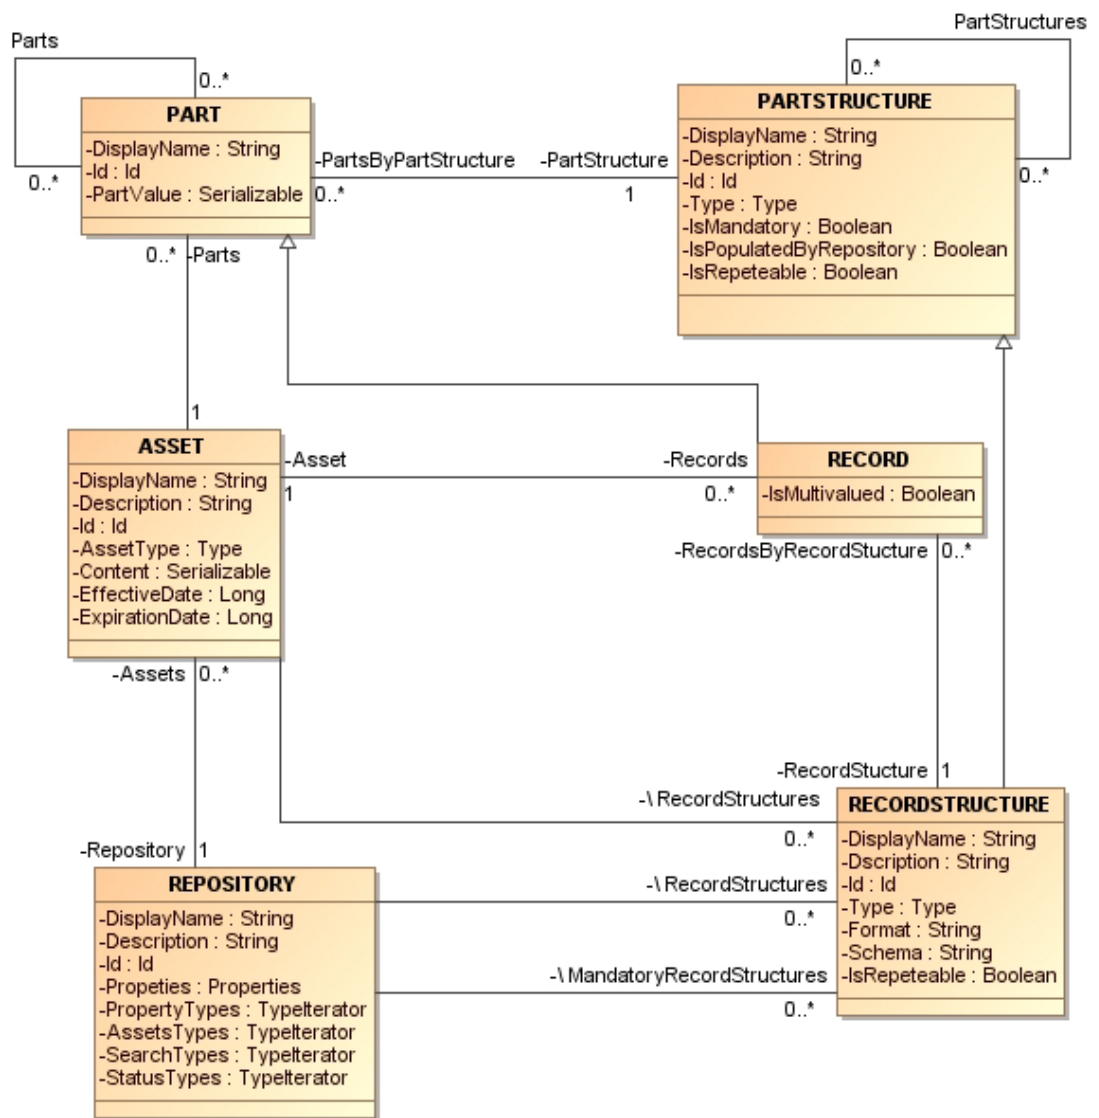 PartStructures
Parts
0..*
0..*
PART
-DisplayName : String
-Id : Id
-PartValue : Serializable
0..*
-PartsByPartStructure
-PartStructure
0..*
1
PARTSTRUCTURE
-DisplayName : String
-Description : String
-Id : Id
-Type : Type
-IsMandatory : Boolean
-IsPopulatedByRepository : Boolean
-IsRepeteable : Boolean
0..*
0..* -Parts
1
ASSET
-DisplayName : String
-Description : String
-Id : Id
-AssetType : Type
-Content : Serializable
-EffectiveDate : Long
-ExpirationDate : Long
-Asset
1
-Records
0..*
RECORD
-IsMultivalued : Boolean
-RecordsByRecordStucture 0..*
-Assets 0..*
-RecordStucture 1
-\ RecordStructures
0..*
RECORDSTRUCTURE
-DisplayName : String
-Dscription : String
-Id : Id
-Type : Type
-Format : String
-Schema : String
-IsRepeteable : Boolean
-Repository 1
REPOSITORY
-DisplayName : String
-Description : String
-Id : Id
-Propeties : Properties
-PropertyTypes : TypeIterator
-AssetsTypes : TypeIterator
-SearchTypes : TypeIterator
-StatusTypes : TypeIterator
-\ RecordStructures
0..*
-\ MandatoryRecordStructures
0..*